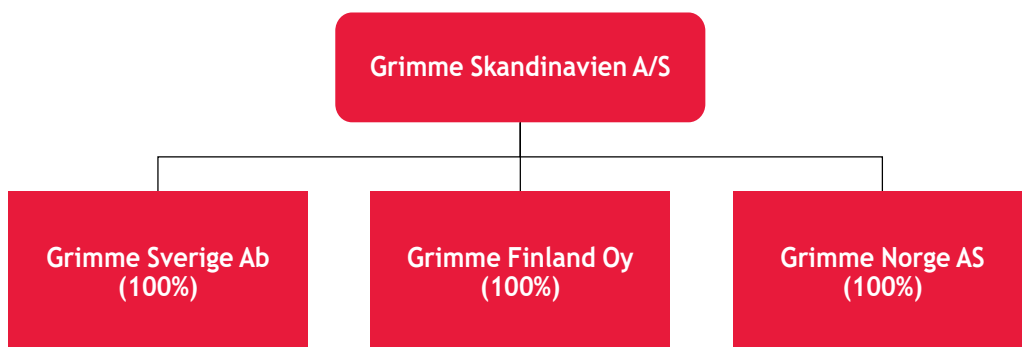 Grimme Skandinavien A/S
Grimme Sverige Ab
(100%)
Grimme Finland Oy
(100%)
Grimme Norge AS
(100%)